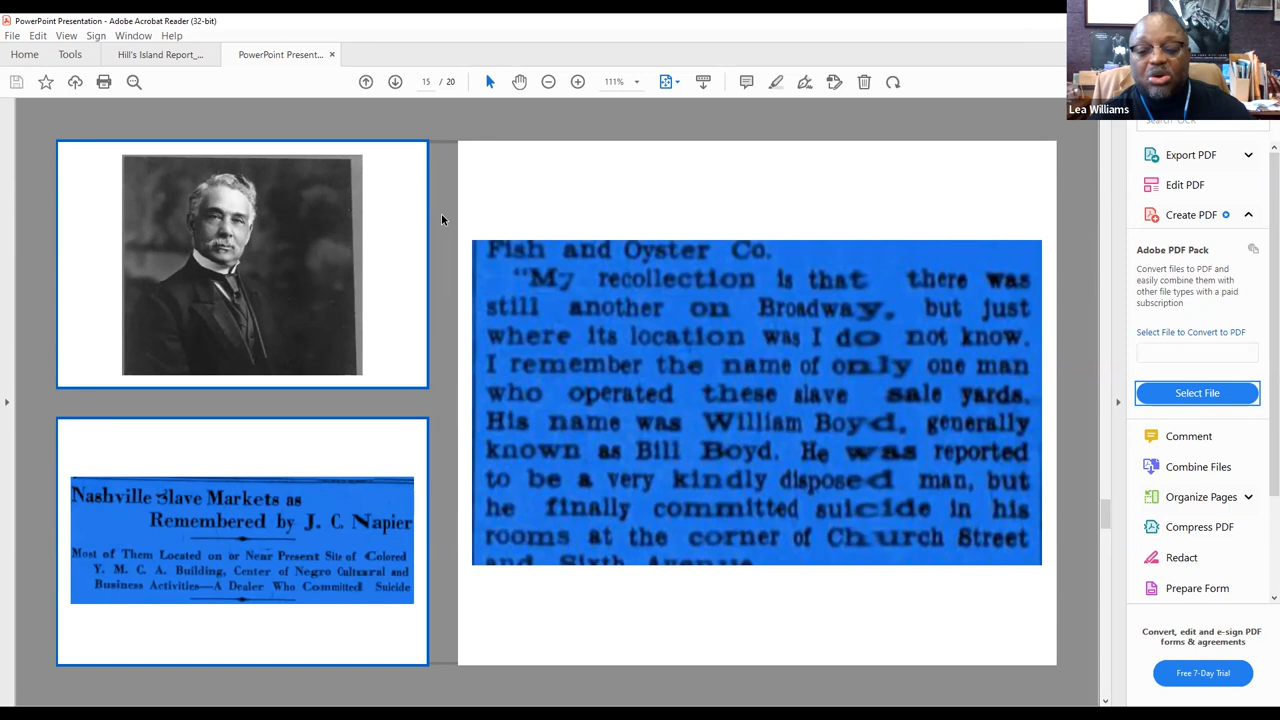 PowerPoint Presentation - Adobe Acrobat Reader (32-bit)
File Edit View Sign Window Help
Home Tools Hill's Island Report_... PowerPoint Present... ×
15 / 20 111%
Lea Williams
Nashville Slave Markets as
Remembered by J. C. Napier
Most of Them Located on or Near Present Site of Colored
Y. M. C. A. Building, Center of Negro Cultural and
Business Activities—A Dealer Who Committed Suicide
Fish and Oyster Co.
"My recollection is that there was
still another on Broadway, but just
where its location was I do not know.
I remember the name of only one man
who operated these slave sale yards.
His name was William Boyd, generally
known as Bill Boyd. He was reported
to be a very kindly disposed man, but
he finally committed suicide in his
rooms at the corner of Church Street
and Sixth Avenue
Export PDF
Edit PDF
Create PDF
Adobe PDF Pack
Convert files to PDF and
easily combine them with
other file types with a paid
subscription
Select File to Convert to PDF
Select File
Comment
Combine Files
Organize Pages
Compress PDF
Redact
Prepare Form
Convert, edit and e-sign PDF
forms & agreements
Free 7-Day Trial